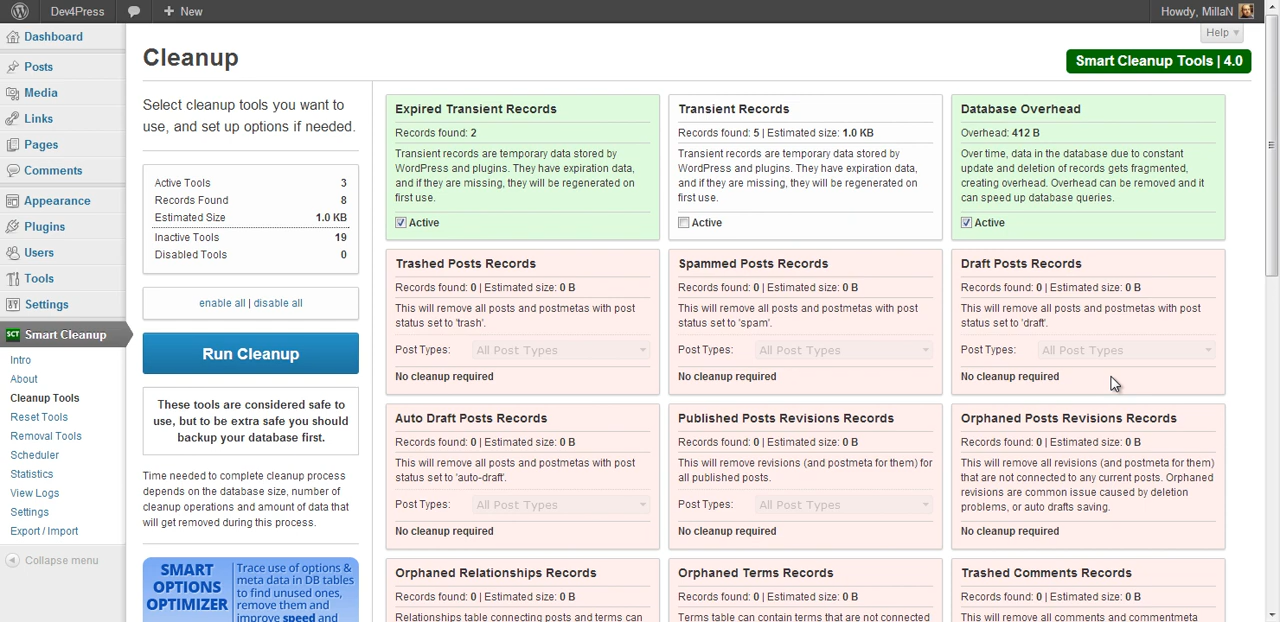 Dev4Press
New
Howdy, MillaN
Dashboard
Posts
Media
Links
Pages
Comments
Appearance
Plugins
Users
Tools
Settings
SCT Smart Cleanup
Intro
About
Cleanup Tools
Reset Tools
Removal Tools
Scheduler
Statistics
View Logs
Settings
Export / Import
Collapse menu
Help
Cleanup
Smart Cleanup Tools | 4.0
Select cleanup tools you want to
use, and set up options if needed.
Active Tools 3
Records Found 8
Estimated Size 1.0 KB
Inactive Tools 19
Disabled Tools 0
enable all | disable all
Run Cleanup
These tools are considered safe to
use, but to be extra safe you should
backup your database first.
Time needed to complete cleanup process
depends on the database size, number of
cleanup operations and amount of data that
will get removed during this process.
SMART
OPTIONS
OPTIMIZER
Trace use of options &
meta data in DB tables
to find unused ones,
remove them and
improve speed and
Expired Transient Records
Records found: 2
Transient records are temporary data stored by
WordPress and plugins. They have expiration data,
and if they are missing, they will be regenerated on
first use.
Active
Transient Records
Records found: 5 | Estimated size: 1.0 KB
Transient records are temporary data stored by
WordPress and plugins. They have expiration data,
and if they are missing, they will be regenerated on
first use.
Active
Database Overhead
Overhead: 412 B
Over time, data in the database due to constant
update and deletion of records gets fragmented,
creating overhead. Overhead can be removed and it
can speed up database queries.
Active
Trashed Posts Records
Records found: 0 | Estimated size: 0 B
This will remove all posts and postmetas with post
status set to 'trash'.
Post Types: All Post Types
No cleanup required
Spammed Posts Records
Records found: 0 | Estimated size: 0 B
This will remove all posts and postmetas with post
status set to 'spam'.
Post Types: All Post Types
No cleanup required
Draft Posts Records
Records found: 0 | Estimated size: 0 B
This will remove all posts and postmetas with post
status set to 'draft'.
Post Types: All Post Types
No cleanup required
Auto Draft Posts Records
Records found: 0 | Estimated size: 0 B
This will remove all posts and postmetas with post
status set to 'auto-draft'.
Post Types: All Post Types
No cleanup required
Published Posts Revisions Records
Records found: 0 | Estimated size: 0 B
This will remove revisions (and postmeta for them) for
all published posts.
Post Types: All Post Types
No cleanup required
Orphaned Posts Revisions Records
Records found: 0 | Estimated size: 0 B
This will remove all revisions (and postmeta for them)
that are not connected to any current posts. Orphaned
revisions are common issue caused by deletion
problems, or auto drafts saving.
No cleanup required
Orphaned Relationships Records
Records found: 0 | Estimated size: 0 B
Relationships table connecting posts and terms can
Orphaned Terms Records
Records found: 0 | Estimated size: 0 B
Terms table can contain terms that are not connected
Trashed Comments Records
Records found: 0 | Estimated size: 0 B
This will remove all comments and commentmeta